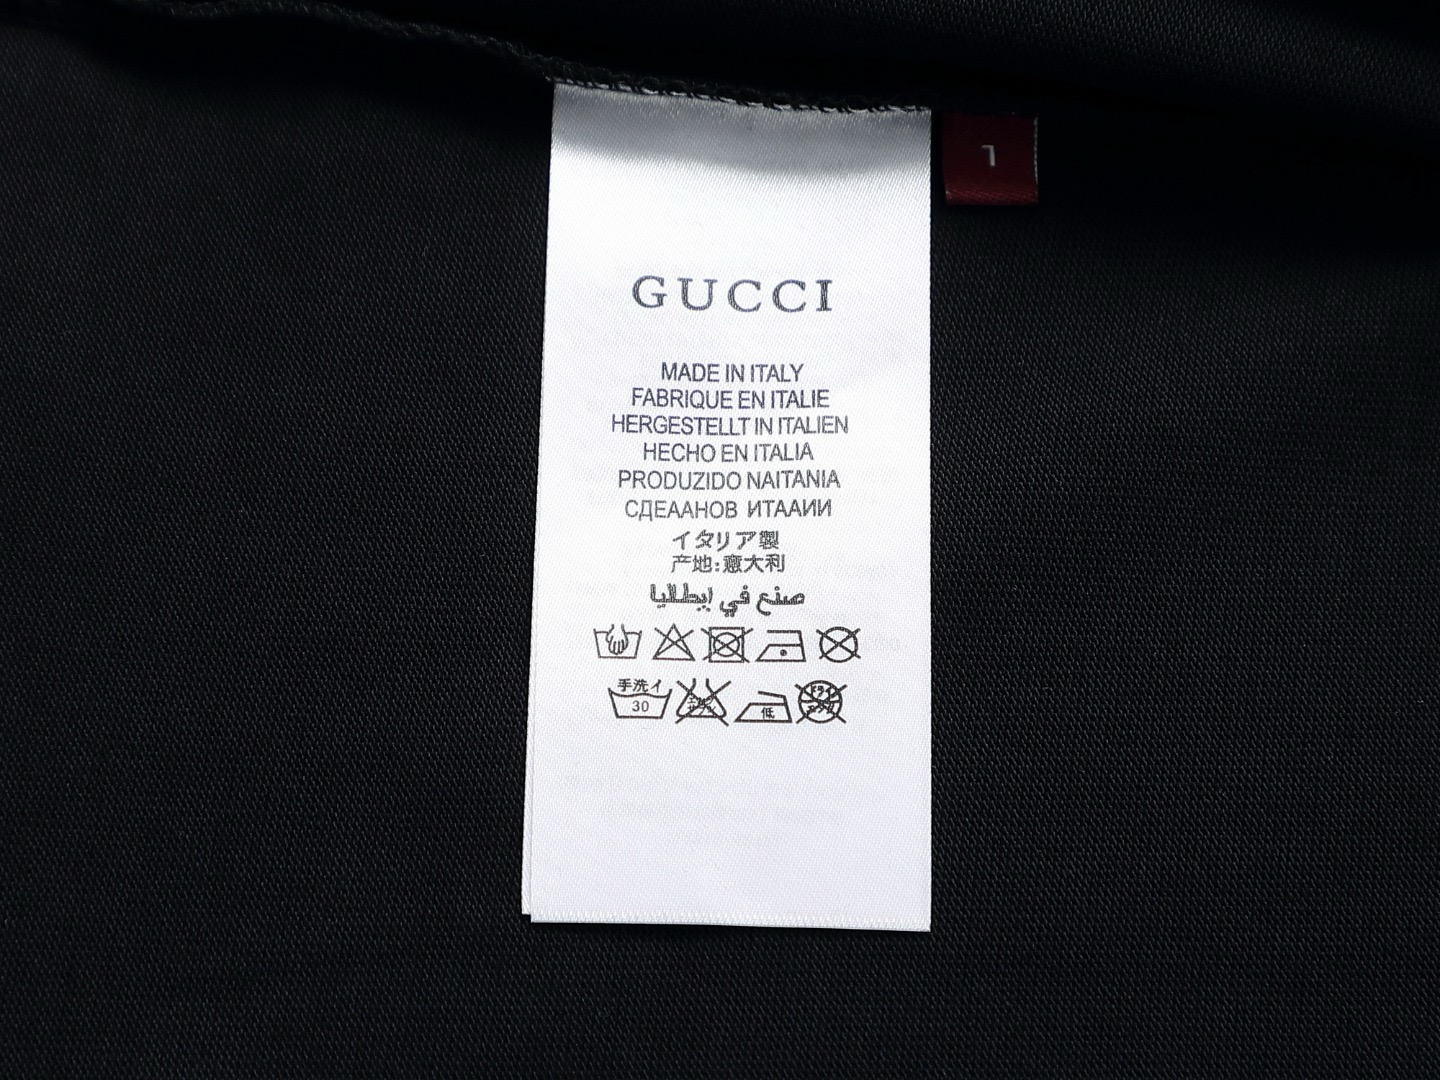 GUCCI
MADE IN ITALY
FABRIQUE EN ITALIE
HERGESTELLT IN ITALIEN
HECHO EN ITALIA
PRODUZIDO NAITANIA
СДЕААНОВ ИТААИИ
イタリア製
产地:意大利
صنع في ايطاليا
手洗イ
30
低